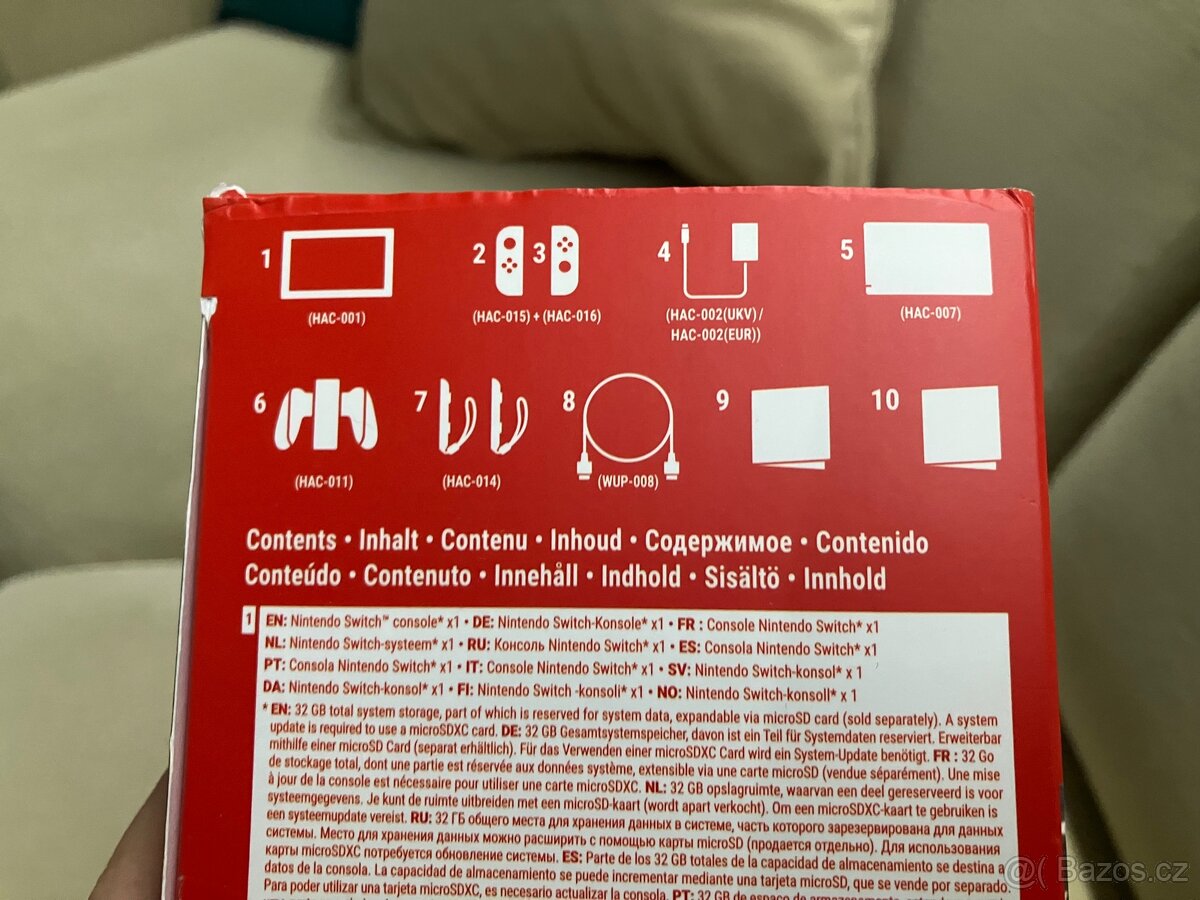 1 2 3 4 5
(HAC-001) (HAC-015) + (HAC-016) (HAC-002(UKV) / (HAC-007)
HAC-002(EUR))
6 7 8 9 10
(HAC-011) (HAC-014) (WUP-008)
Contents • Inhalt • Contenu • Inhoud • Содержимое • Contenido
Conteúdo • Contenuto • Innehåll • Indhold • Sisältö • Innhold
1 EN: Nintendo Switch™ console* x1 • DE: Nintendo Switch-Konsole* x1 • FR : Console Nintendo Switch* x1
NL: Nintendo Switch-systeem* x1 • RU: Консоль Nintendo Switch* x1 • ES: Consola Nintendo Switch* x1
PT: Consola Nintendo Switch* x1 • IT: Console Nintendo Switch* x1 • SV: Nintendo Switch-konsol* x 1
DA: Nintendo Switch-konsol* x1 • FI: Nintendo Switch -konsoli* x1 • NO: Nintendo Switch-konsoll* x 1
* EN: 32 GB total system storage, part of which is reserved for system data, expandable via microSD card (sold separately). A system
update is required to use a microSDXC card. DE: 32 GB Gesamtsystemspeicher, davon ist ein Teil für Systemdaten reserviert. Erweiterbar
mithilfe einer microSD Card (separat erhältlich). Für das Verwenden einer microSDXC Card wird ein System-Update benötigt. FR : 32 Go
de stockage total, dont une partie est réservée aux données système, extensible via une carte microSD (vendue séparément). Une mise
à jour de la console est nécessaire pour utiliser une carte microSDXC. NL: 32 GB opslagruimte, waarvan een deel gereserveerd is voor
systeemgegevens. Je kunt de ruimte uitbreiden met een microSD-kaart (wordt apart verkocht). Om een microSDXC-kaart te gebruiken is
een systeemupdate vereist. RU: 32 ГБ общего места для хранения данных в системе, часть которого зарезервирована для данных
системы. Место для хранения данных можно расширить с помощью карты microSD (продается отдельно). Для использования
карты microSDXC потребуется обновление системы. ES: Parte de los 32 GB totales de la capacidad de almacenamiento se destina a
datos de la consola. La capacidad de almacenamiento se puede incrementar mediante una tarjeta microSD, que se vende por separado.
Para poder utilizar una tarjeta microSDXC, es necesario actualizar la consola. PT: 32 GB de espaço de armazenamento
@( Bazos.cz